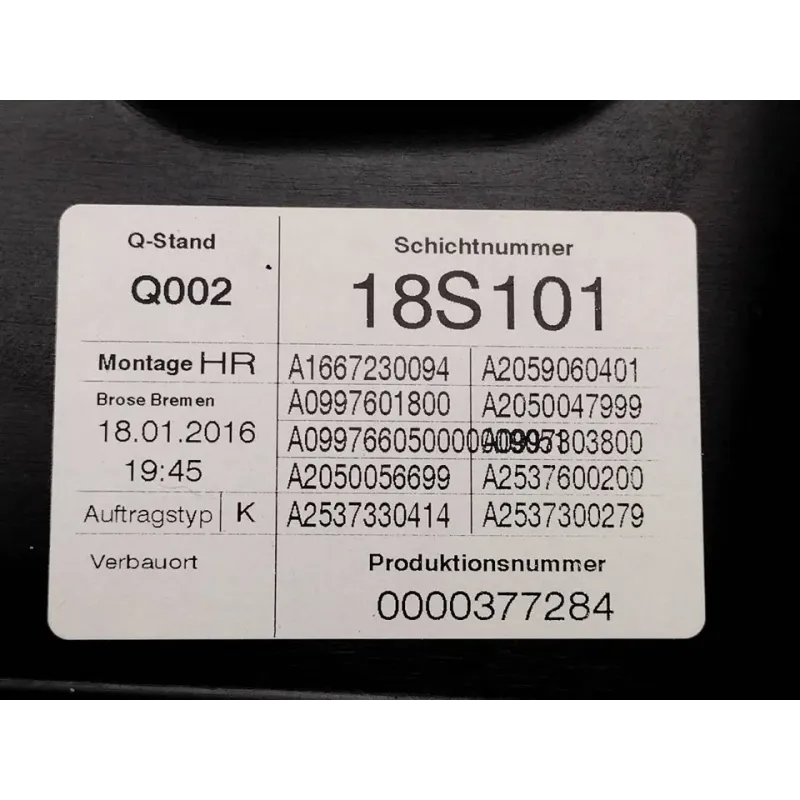 Q-Stand
Q002
Schichtnummer
18S101
Montage HR
Brose Bremen
18.01.2016
19:45
Auftragstyp K
Verbauort
A1667230094 A2059060401
A0997601800 A2050047999
A2050056699 A2537600200
A2537330414 A2537300279
Produktionsnummer
0000377284